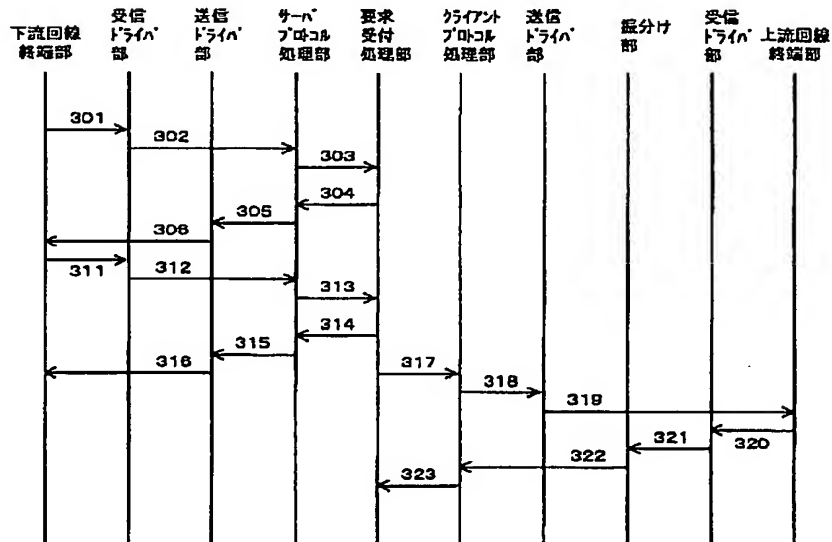 下流回線
終端部
受信
ドライバ
部
送信
ドライバ
部
サーバ
プロトコル
処理部
要求
受付
処理部
クライアント
プロトコル
処理部
送信
ドライバ
部
振分け
部
受信
ドライバ
部
上流回線
終端部
301
302
303
304
305
306
311
312
313
314
315
316
317
318
319
320
321
322
323